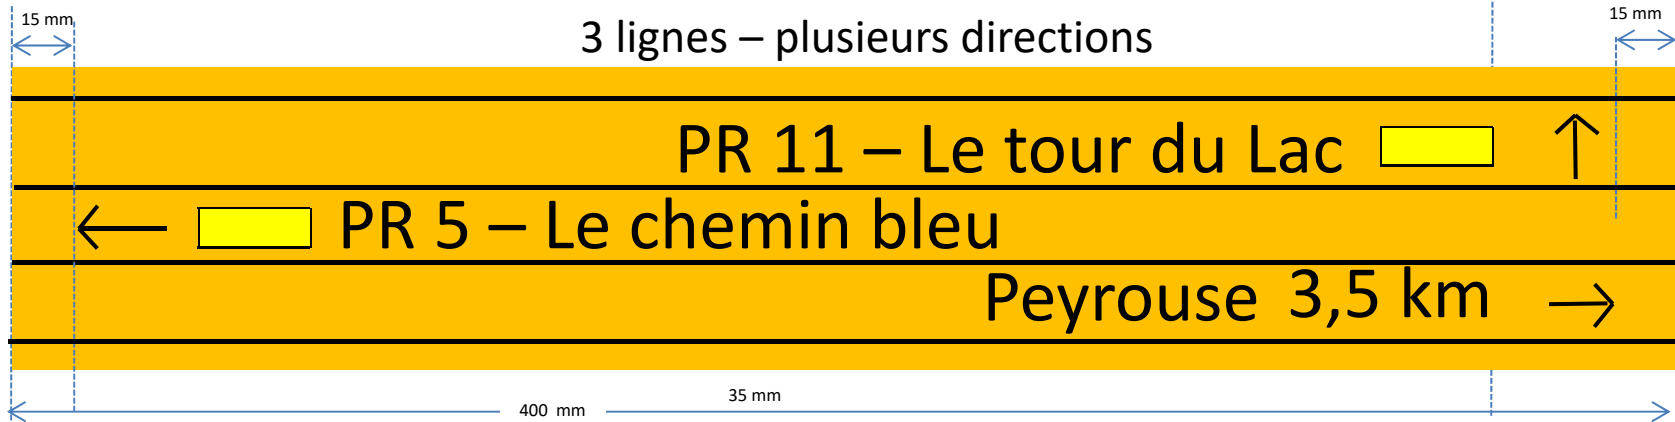 15 mm
3 lignes – plusieurs directions
15 mm
PR 11 – Le tour du Lac
PR 5 – Le chemin bleu
Peyrouse 3,5 km
35 mm
400 mm